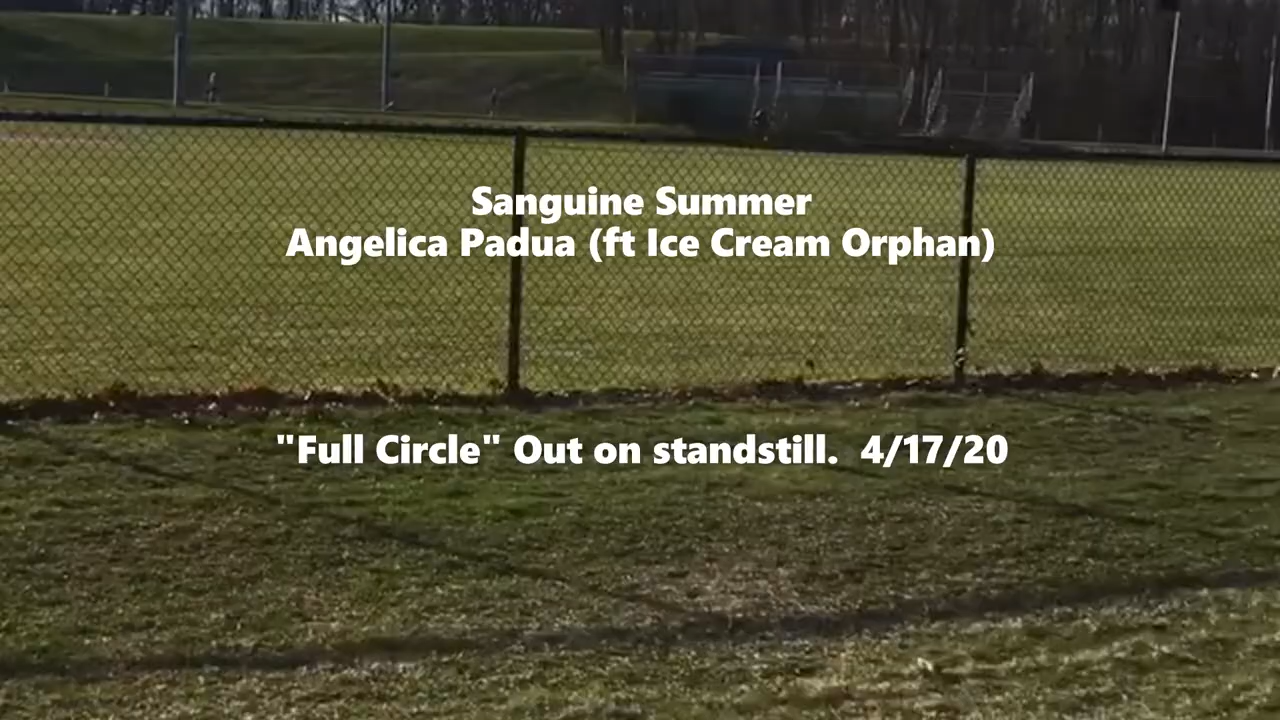 Sanguine Summer
Angelica Padua (ft Ice Cream Orphan)
"Full Circle" Out on standstill.  4/17/20